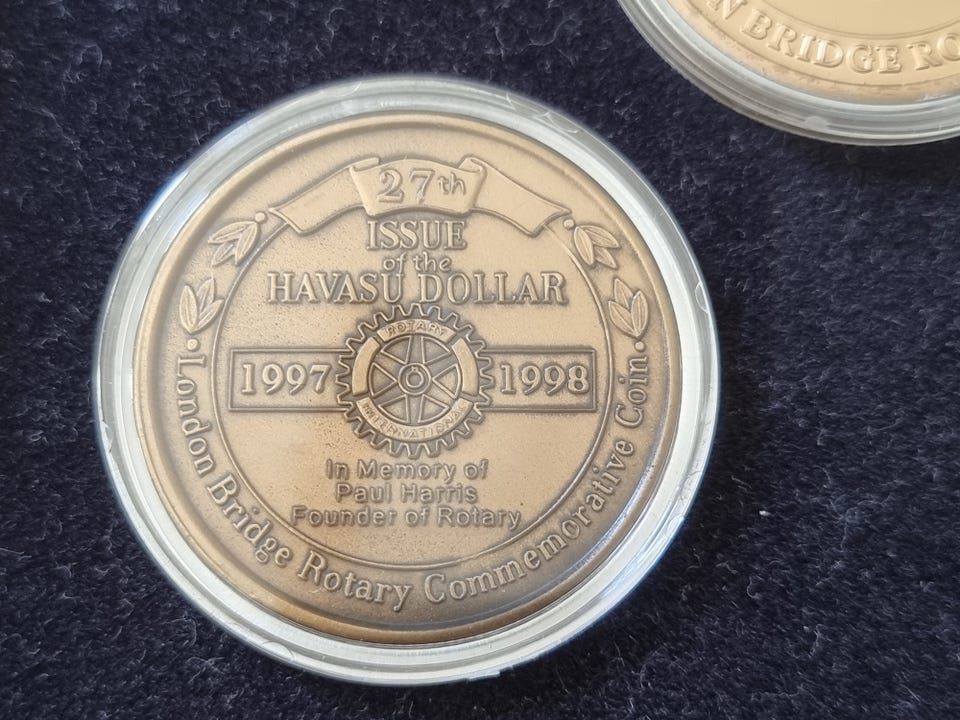 27th
ISSUE
of the
HAVASU DOLLAR
1997 1998
ROTARY
INTERNATIONAL
In Memory of
Paul Harris
Founder of Rotary
London Bridge Rotary Commemorative Coin
N BRIDGE RO